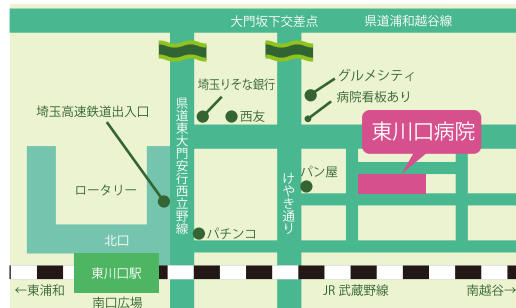 大門坂下交差点
県道浦和越谷線
グルメシティ
埼玉りそな銀行
病院看板あり
埼玉高速鉄道出入口
西友
東川口病院
県道東大門安行西立野線
けやき通り
パン屋
ロータリー
パチンコ
北口
東川口駅
←東浦和
JR 武蔵野線
南越谷→
南口広場